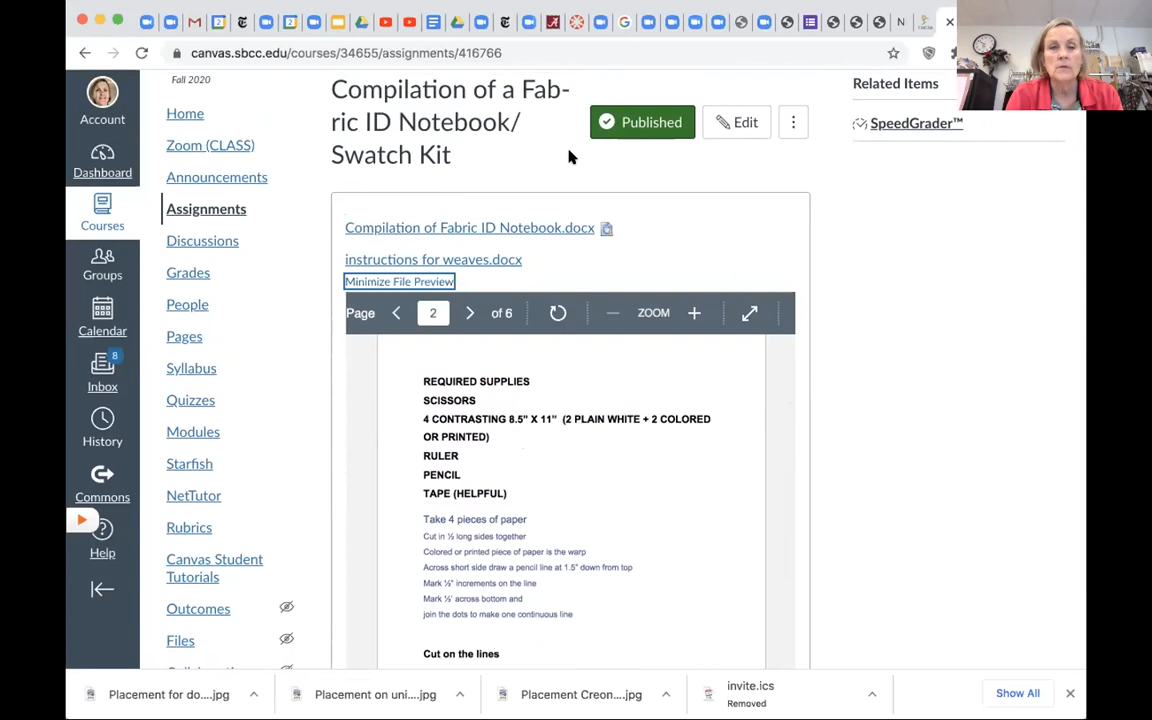 canvas.sbcc.edu/courses/34655/assignments/416766
Account
Dashboard
Courses
Groups
Calendar
8
Inbox
History
Commons
Help
Fall 2020
Home
Zoom (CLASS)
Announcements
Assignments
Discussions
Grades
People
Pages
Syllabus
Quizzes
Modules
Starfish
NetTutor
Rubrics
Canvas Student
Tutorials
Outcomes
Files
Compilation of a Fab-
ric ID Notebook/
Swatch Kit
Published
Edit
Related Items
SpeedGrader™
Compilation of Fabric ID Notebook.docx
instructions for weaves.docx
Minimize File Preview
Page 2 of 6 ZOOM
REQUIRED SUPPLIES
SCISSORS
4 CONTRASTING 8.5" X 11" (2 PLAIN WHITE + 2 COLORED
OR PRINTED)
RULER
PENCIL
TAPE (HELPFUL)
Take 4 pieces of paper
Cut in ½ long sides together
Colored or printed piece of paper is the warp
Across short side draw a pencil line at 1.5" down from top
Mark ½" increments on the line
Mark ½' across bottom and
join the dots to make one continuous line
Cut on the lines
Placement for do....jpg
Placement on uni....jpg
Placement Creon....jpg
invite.ics
Removed
Show All